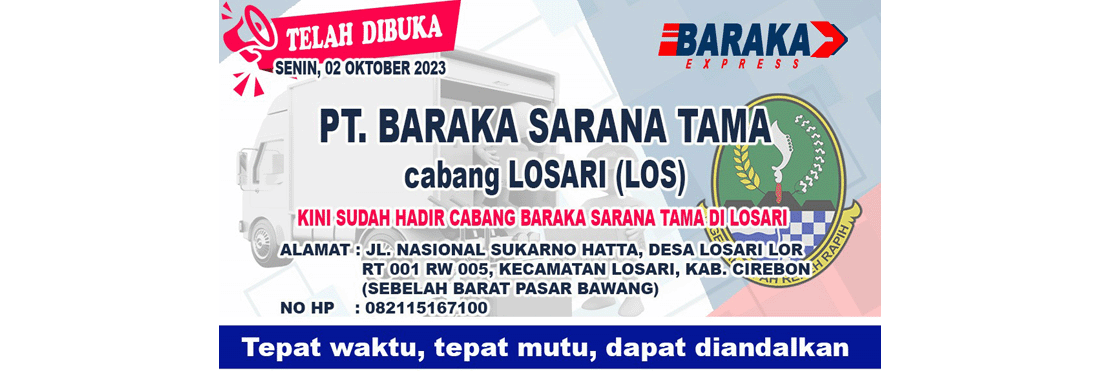 TELAH DIBUKA
SENIN, 02 OKTOBER 2023
BARAKA
EXPRESS
PT. BARAKA SARANA TAMA
cabang LOSARI (LOS)
KINI SUDAH HADIR CABANG BARAKA SARANA TAMA DI LOSARI
ALAMAT : JL. NASIONAL SUKARNO HATTA, DESA LOSARI LOR
RT 001 RW 005, KECAMATAN LOSARI, KAB. CIREBON
(SEBELAH BARAT PASAR BAWANG)
NO HP : 082115167100
REPEH RAPIH
Tepat waktu, tepat mutu, dapat diandalkan